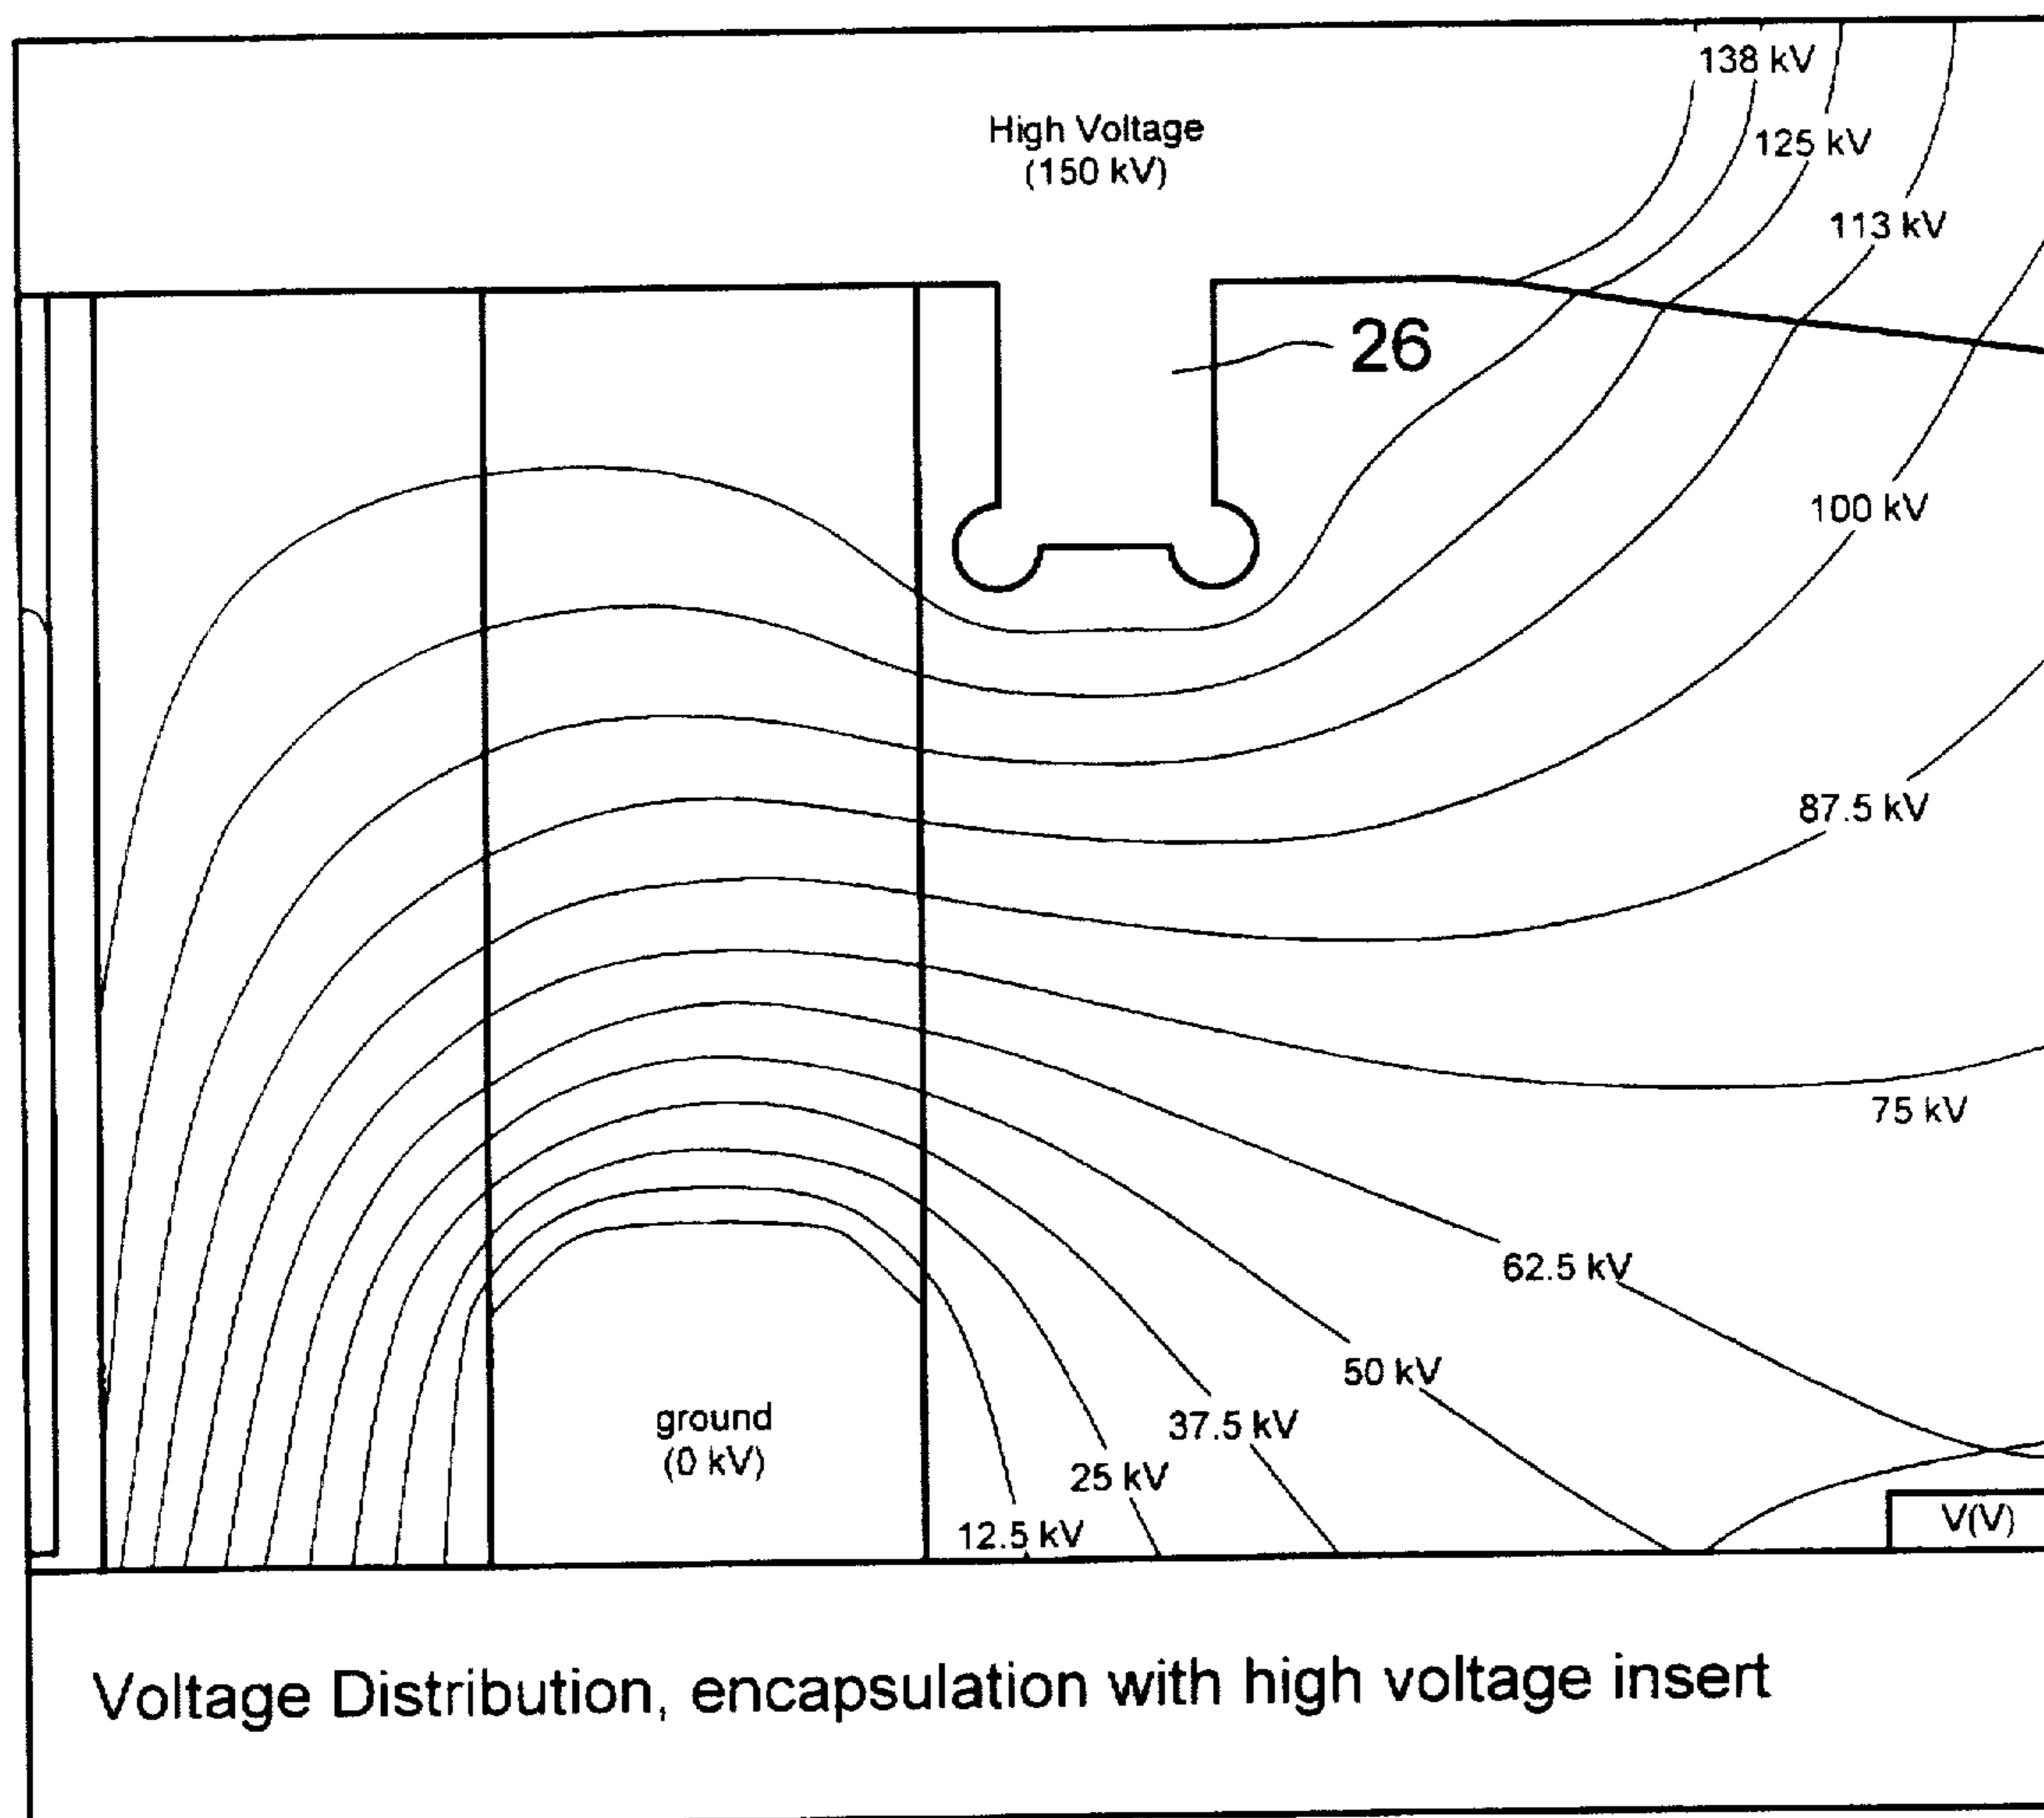 138 kV
High Voltage
(150 kV)
125 kV
113 kV
26
100 kV
87.5 kV
75 kV
62.5 kV
50 kV
ground
(0 kV)
37.5 kV
25 kV
12.5 kV
V(V)
Voltage Distribution, encapsulation with high voltage insert